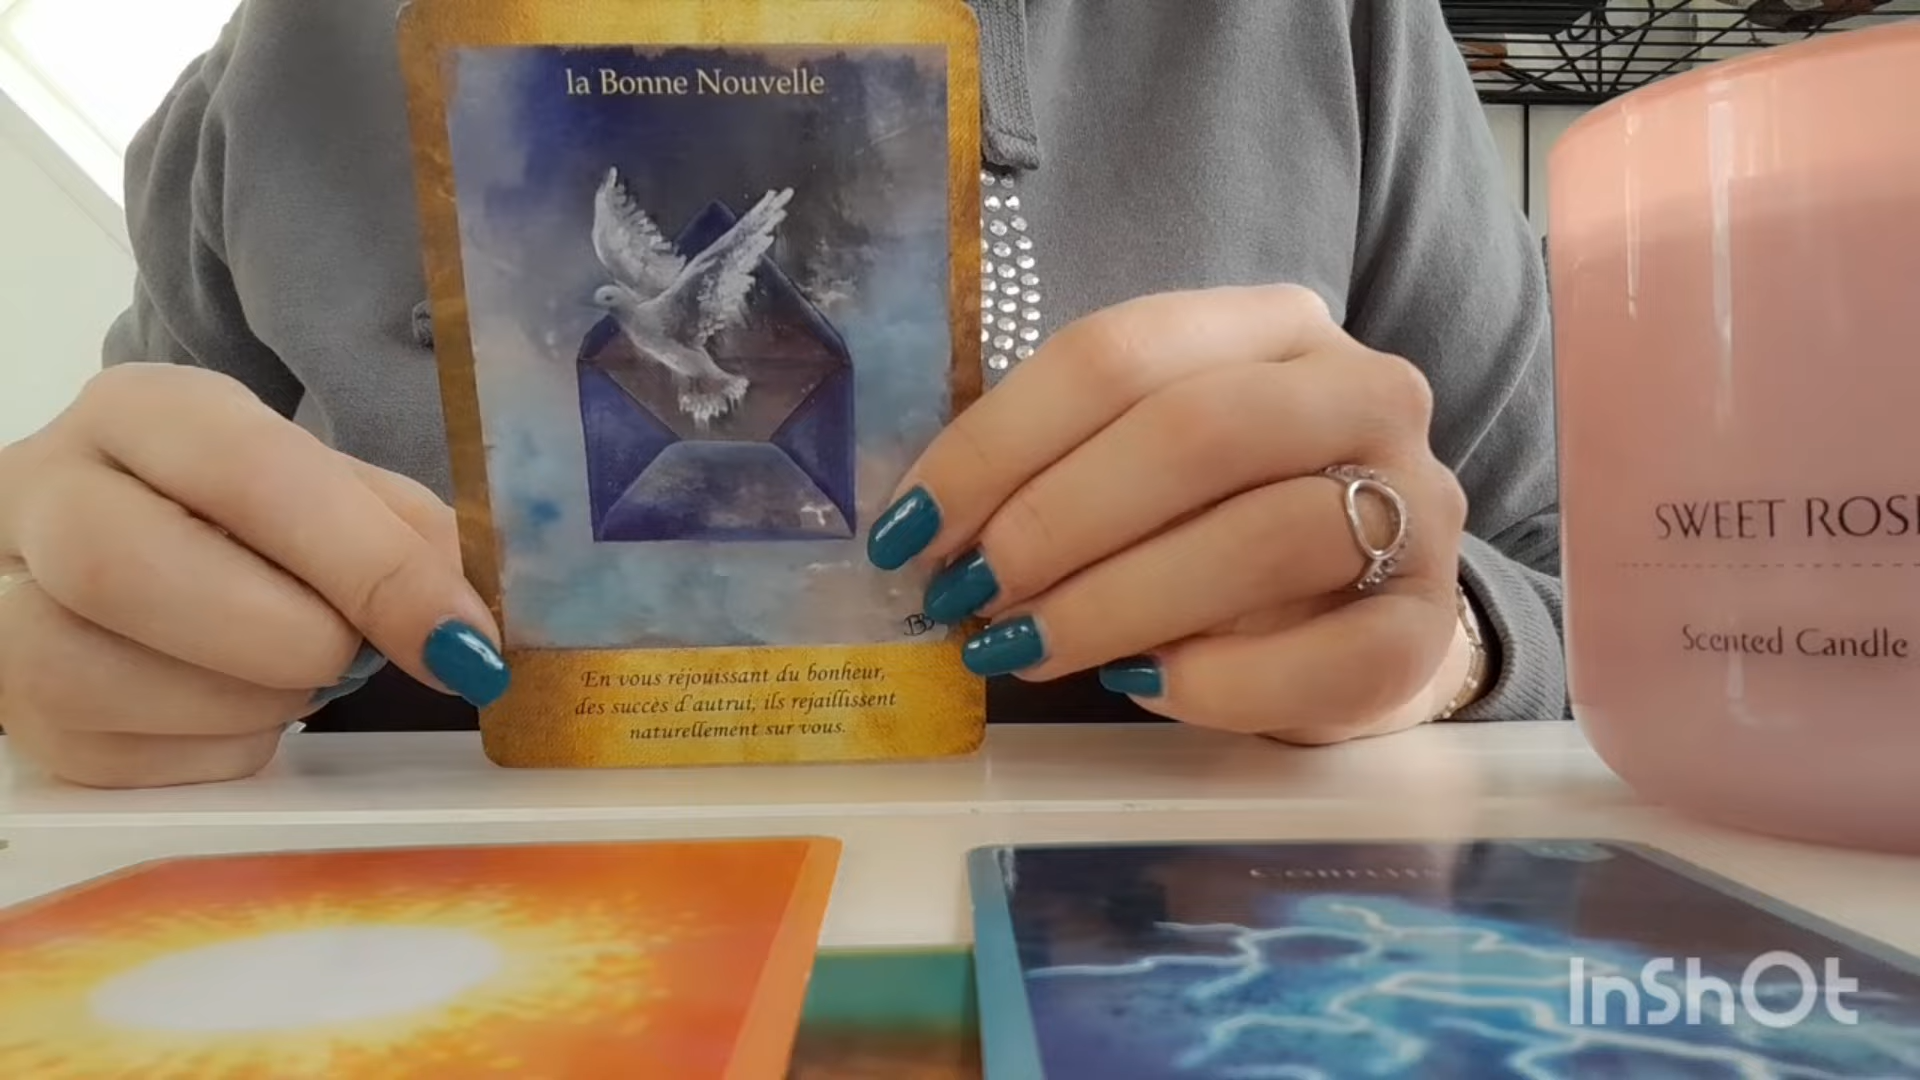 la Bonne Nouvelle
BB
En vous réjouissant du bonheur,
des succès d'autrui, ils rejaillissent
naturellement sur vous.
SWEET ROSE
Scented Candle
InShOt